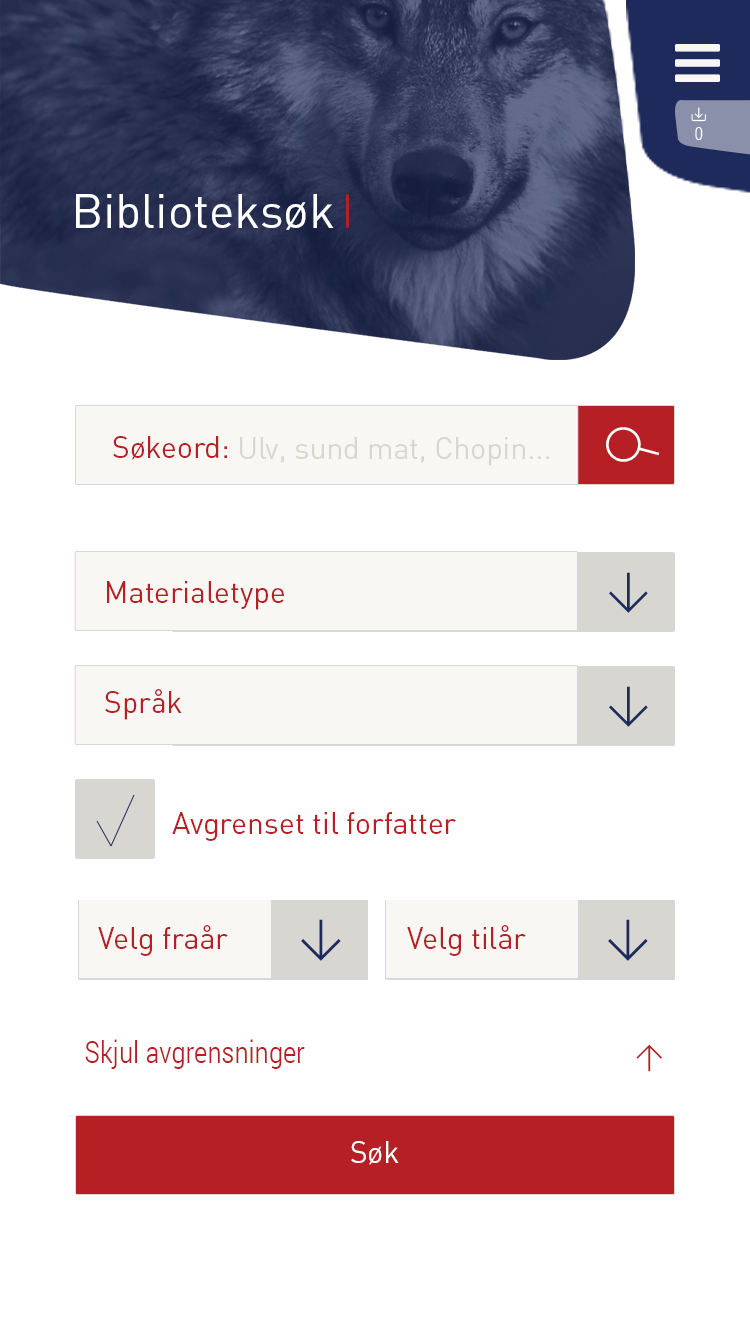 0
Biblioteksøk
Søkeord: Ulv, sund mat, Chopin...
Materialetype
Språk
Avgrenset til forfatter
Velg fraår Velg tilår
Skjul avgrensninger
Søk